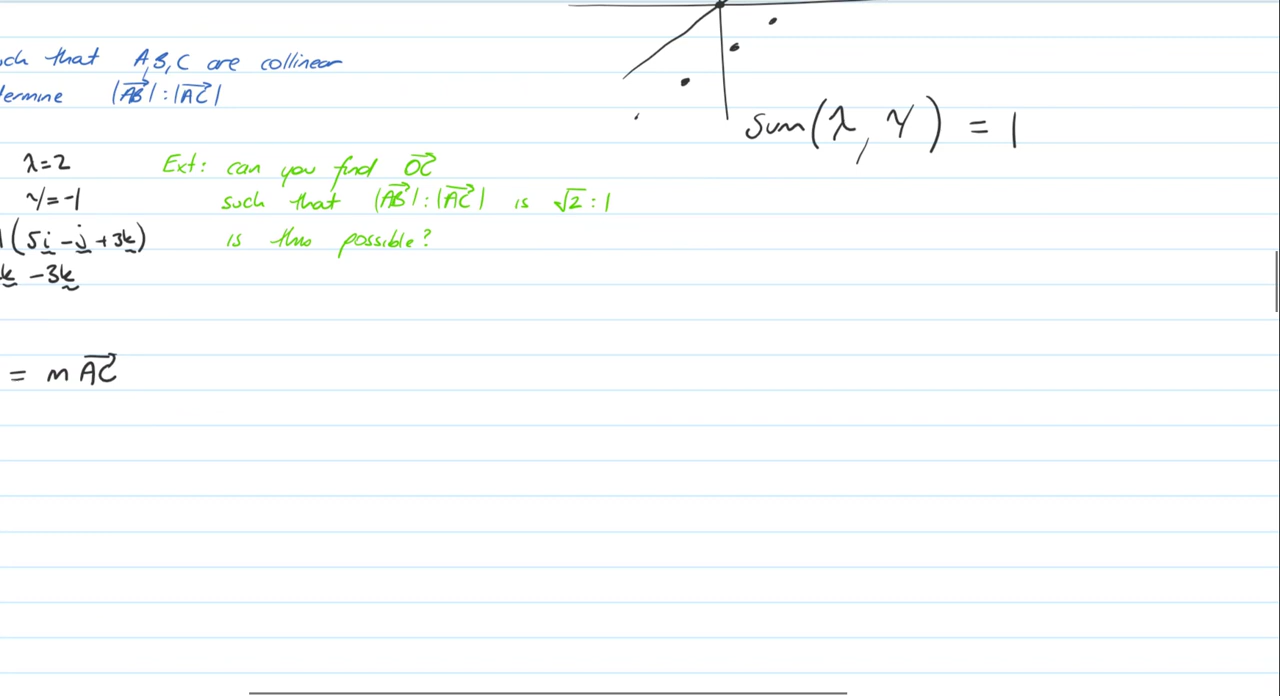 ch that A,B,C are collinear
ermine |AB⃗| : |AC⃗|
sum(λ, γ) = 1
λ=2
γ=-1
(5i - j + 3k)
k - 3k
Ext: can you find OC⃗
such that |AB⃗| : |AC⃗| is √2 : 1
is this possible?
= m AC⃗